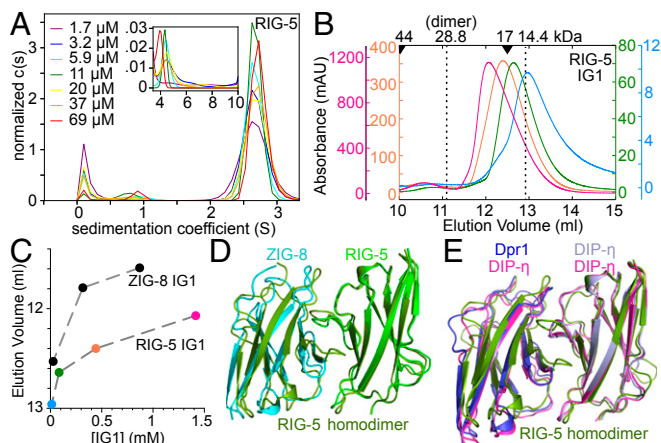 A
normalized c(s)
3
2
1
0
RIG-5
1.7 µM
3.2 µM
5.9 µM
11 µM
20 µM
37 µM
69 µM
.03
.02
.01
0
4 6 8 10
0 1 2 3
sedimentation coefficient (S)
B
(dimer)
44 28.8 17 14.4 kDa
RIG-5
IG1
Absorbance (mAU)
1200
800
400
0
400
300
200
100
0
80
60
40
20
0
12
8
4
0
10 11 12 13 14 15
Elution Volume (ml)
C
Elution Volume (ml)
12
13
ZIG-8 IG1
RIG-5 IG1
0 0.5 1.0 1.5
[IG1] (mM)
D
ZIG-8
RIG-5
RIG-5 homodimer
E
Dpr1
DIP-η
DIP-η
DIP-η
RIG-5 homodimer